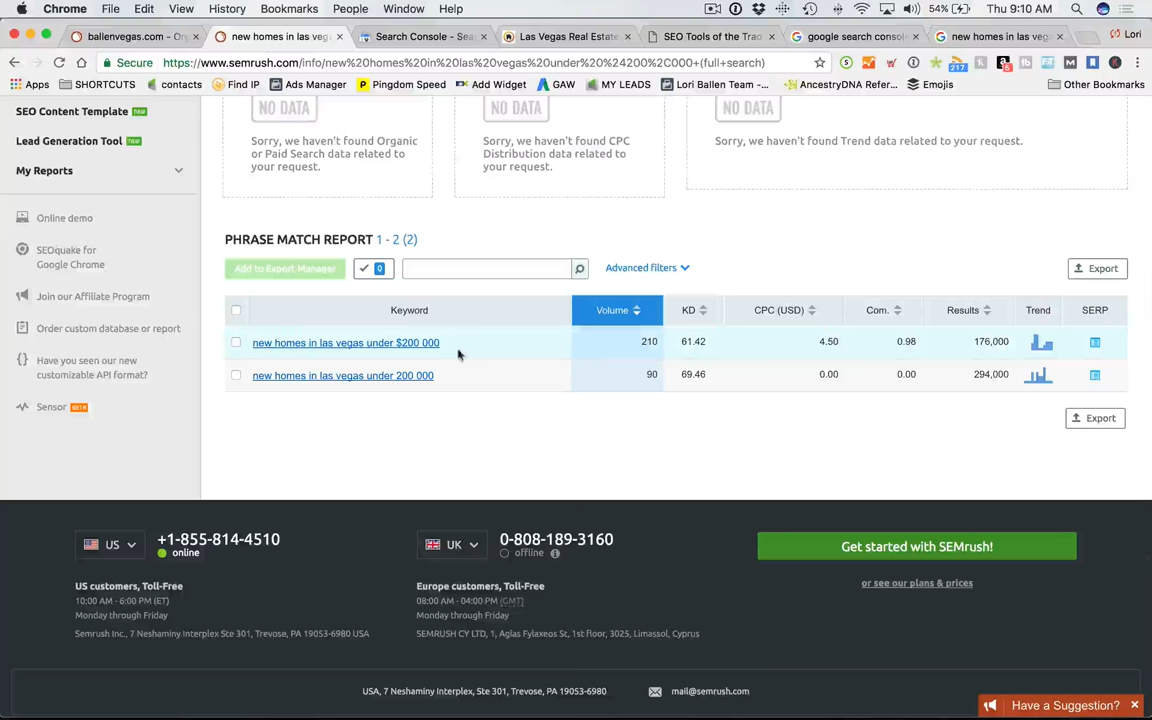 Chrome File Edit View History Bookmarks People Window Help 54% Thu 9:10 AM
ballenvegas.com - Or new homes in las veg Search Console - Sea Las Vegas Real Estate SEO Tools of the Trad google search consol new homes in las vega Lori
Secure https://www.semrush.com/info/new%20homes%20in%20las%20vegas%20under%20%24200%2C000+(full+search) 217
Apps SHORTCUTS contacts Find IP Ads Manager Pingdom Speed Add Widget GAW MY LEADS Lori Ballen Team -... AncestryDNA Refer... Emojis Other Bookmarks
SEO Content Template new
Lead Generation Tool new
My Reports
Online demo
SEOquake for
Google Chrome
Join our Affiliate Program
Order custom database or report
Have you seen our new
customizable API format?
Sensor BETA
NO DATA
Sorry, we haven't found Organic
or Paid Search data related to
your request.
NO DATA
Sorry, we haven't found CPC
Distribution data related to
your request.
NO DATA
Sorry, we haven't found Trend data related to your request.
PHRASE MATCH REPORT 1 - 2 (2)
Add to Export Manager 0 Advanced filters Export
Keyword Volume KD CPC (USD) Com. Results Trend SERP
new homes in las vegas under $200 000 210 61.42 4.50 0.98 176,000
new homes in las vegas under 200 000 90 69.46 0.00 0.00 294,000
Export
US +1-855-814-4510
online
US customers, Toll-Free
10:00 AM - 6:00 PM (ET)
Monday through Friday
Semrush Inc., 7 Neshaminy Interplex Ste 301, Trevose, PA 19053-6980 USA
UK 0-808-189-3160
offline
Europe customers, Toll-Free
08:00 AM - 04:00 PM (GMT)
Monday through Friday
SEMRUSH CY LTD, 1, Aglas Fylaxeos St, 1st floor, 3025, Limassol, Cyprus
Get started with SEMrush!
or see our plans & prices
USA, 7 Neshaminy Interplex, Ste 301, Trevose, PA 19053-6980 mail@semrush.com
Have a Suggestion?